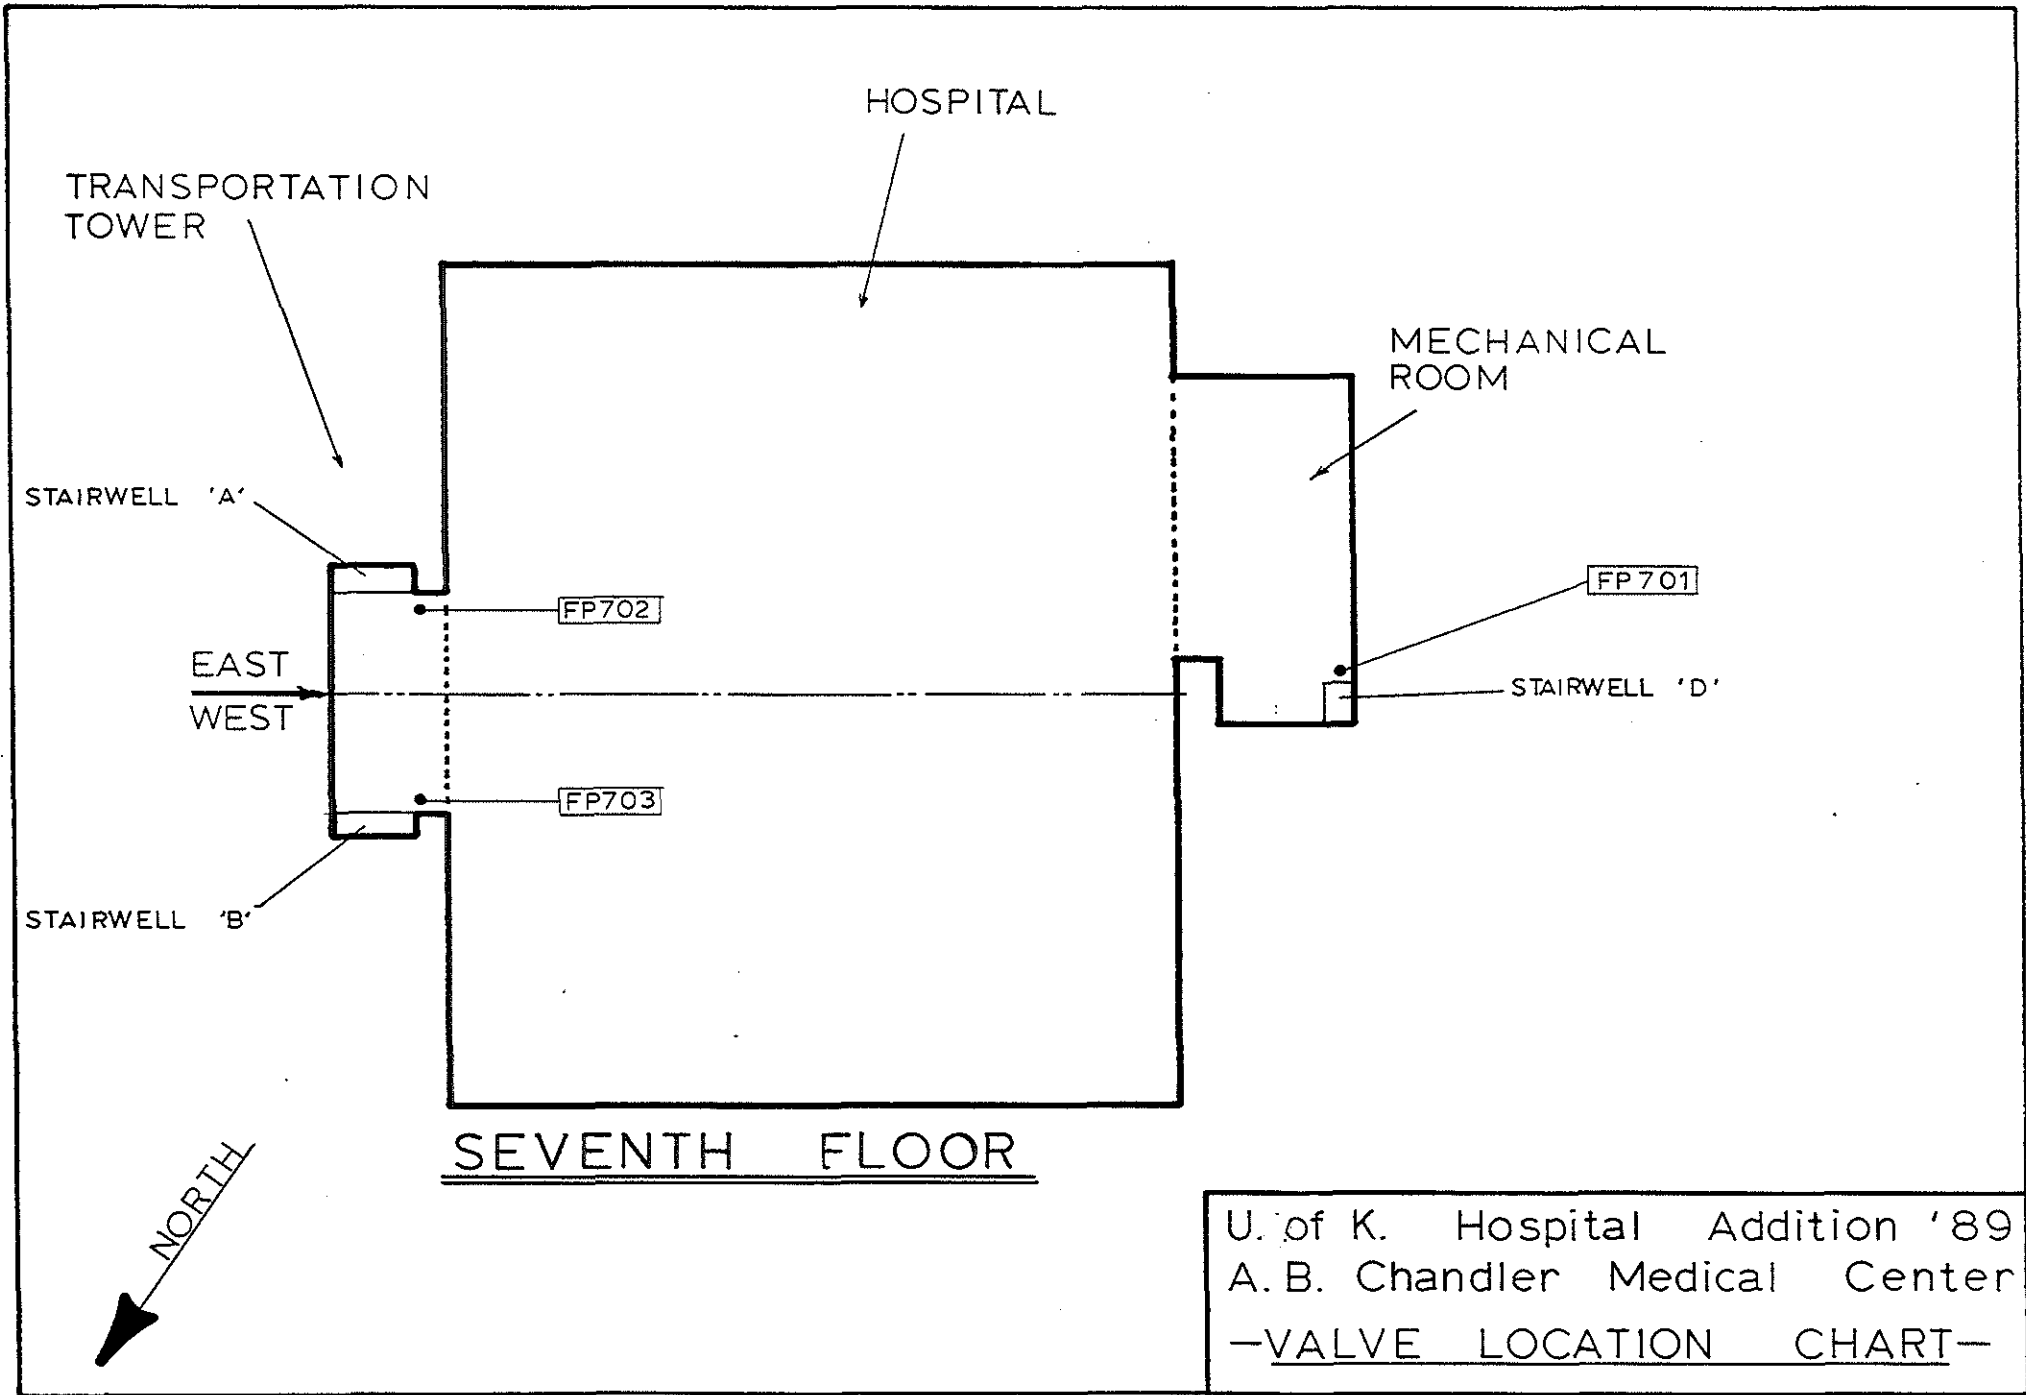 HOSPITAL
TRANSPORTATION
TOWER
MECHANICAL
ROOM
STAIRWELL 'A'
FP701
FP702
EAST
WEST
STAIRWELL 'D'
FP703
STAIRWELL 'B'
SEVENTH FLOOR
NORTH
U. of K. Hospital Addition '89
A.B. Chandler Medical Center
—VALVE LOCATION CHART—